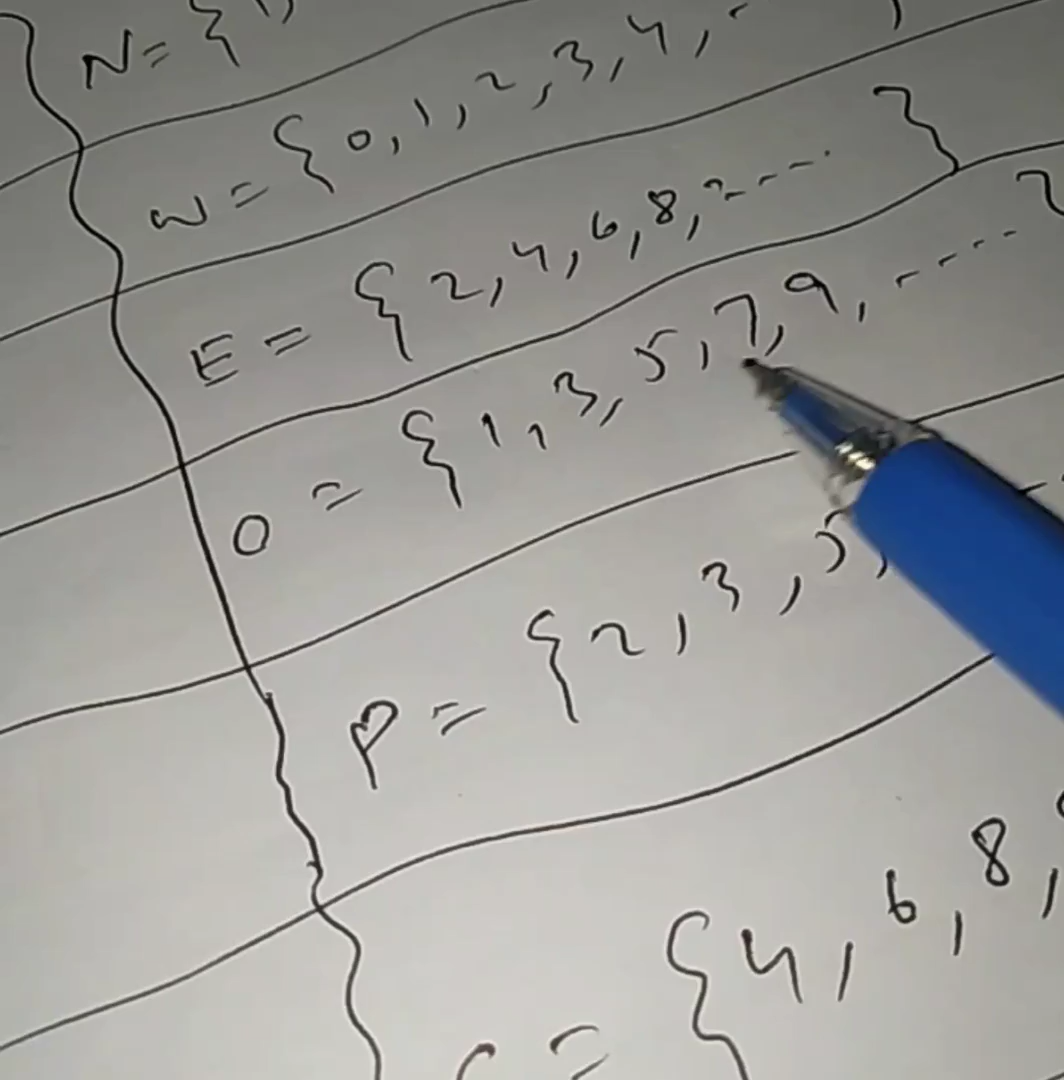 N = {1,
W = {0, 1, 2, 3, 4, -
E = {2, 4, 6, 8, ----- }
O = {1, 3, 5, 7, 9, ----- }
P = {2, 3, 5,
C = {4, 6, 8,